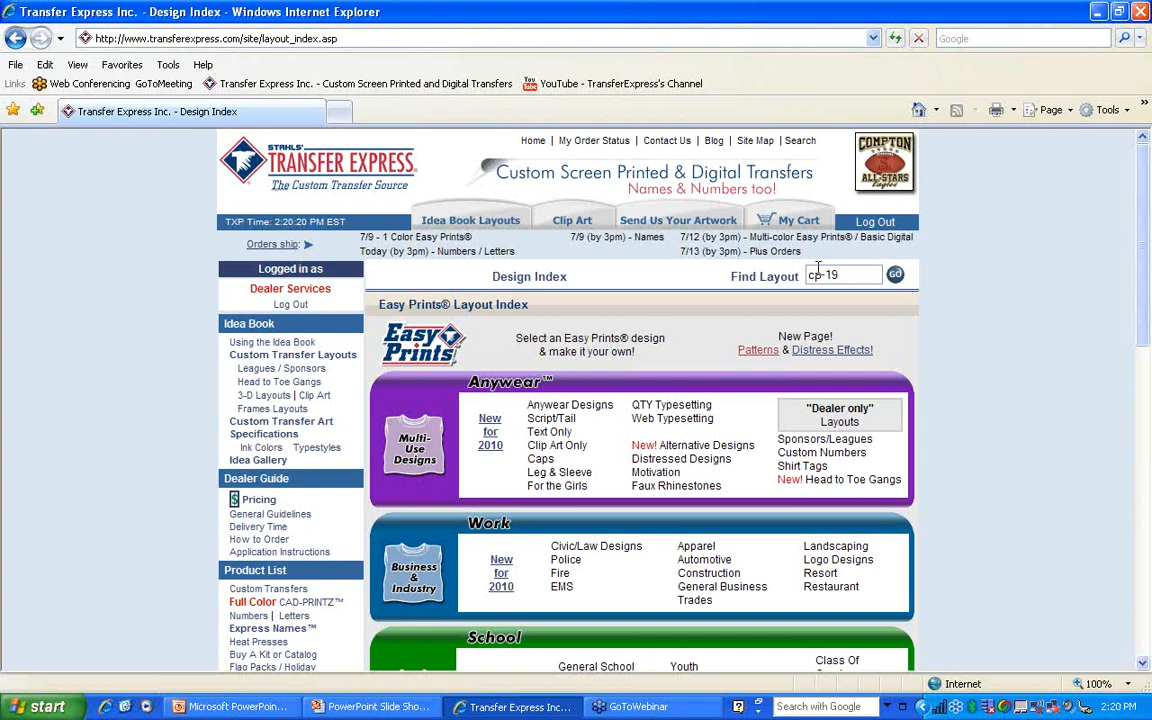 Transfer Express Inc. - Design Index - Windows Internet Explorer
http://www.transferexpress.com/site/layout_index.asp
Google
File Edit View Favorites Tools Help
Links Web Conferencing GoToMeeting Transfer Express Inc. - Custom Screen Printed and Digital Transfers YouTube - TransferExpress's Channel
Transfer Express Inc. - Design Index
Page Tools
Home | My Order Status | Contact Us | Blog | Site Map | Search
STAHLS'
TRANSFER EXPRESS.
The Custom Transfer Source
Custom Screen Printed & Digital Transfers
Names & Numbers too!
COMPTON
ALL-STARS
Eagles
TXP Time: 2:20:20 PM EST
Idea Book Layouts Clip Art Send Us Your Artwork My Cart Log Out
Orders ship:
7/9 - 1 Color Easy Prints® 7/9 (by 3pm) - Names 7/12 (by 3pm) - Multi-color Easy Prints® / Basic Digital
Today (by 3pm) - Numbers / Letters 7/13 (by 3pm) - Plus Orders
Logged in as
Dealer Services
Log Out
Design Index Find Layout cp-19 GO
Easy Prints® Layout Index
Easy Prints®
Select an Easy Prints® design
& make it your own!
New Page!
Patterns & Distress Effects!
Idea Book
Using the Idea Book
Custom Transfer Layouts
Leagues / Sponsors
Head to Toe Gangs
3-D Layouts | Clip Art
Frames Layouts
Custom Transfer Art
Specifications
Ink Colors Typestyles
Idea Gallery
Dealer Guide
$ Pricing
General Guidelines
Delivery Time
How to Order
Application Instructions
Product List
Custom Transfers
Full Color CAD-PRINTZ™
Numbers | Letters
Express Names™
Heat Presses
Buy A Kit or Catalog
Flag Packs / Holiday
Anywear™
Multi-
Use
Designs
New
for
2010
Anywear Designs
Script/Tail
Text Only
Clip Art Only
Caps
Leg & Sleeve
For the Girls
QTY Typesetting
Web Typesetting
New! Alternative Designs
Distressed Designs
Motivation
Faux Rhinestones
"Dealer only"
Layouts
Sponsors/Leagues
Custom Numbers
Shirt Tags
New! Head to Toe Gangs
Work
Business
&
Industry
New
for
2010
Civic/Law Designs
Police
Fire
EMS
Apparel
Automotive
Construction
General Business
Trades
Landscaping
Logo Designs
Resort
Restaurant
School
General School
Youth
Class Of
Internet 100%
start Microsoft PowerPoin... PowerPoint Slide Sho... Transfer Express Inc... GoToWebinar Search with Google 2:20 PM